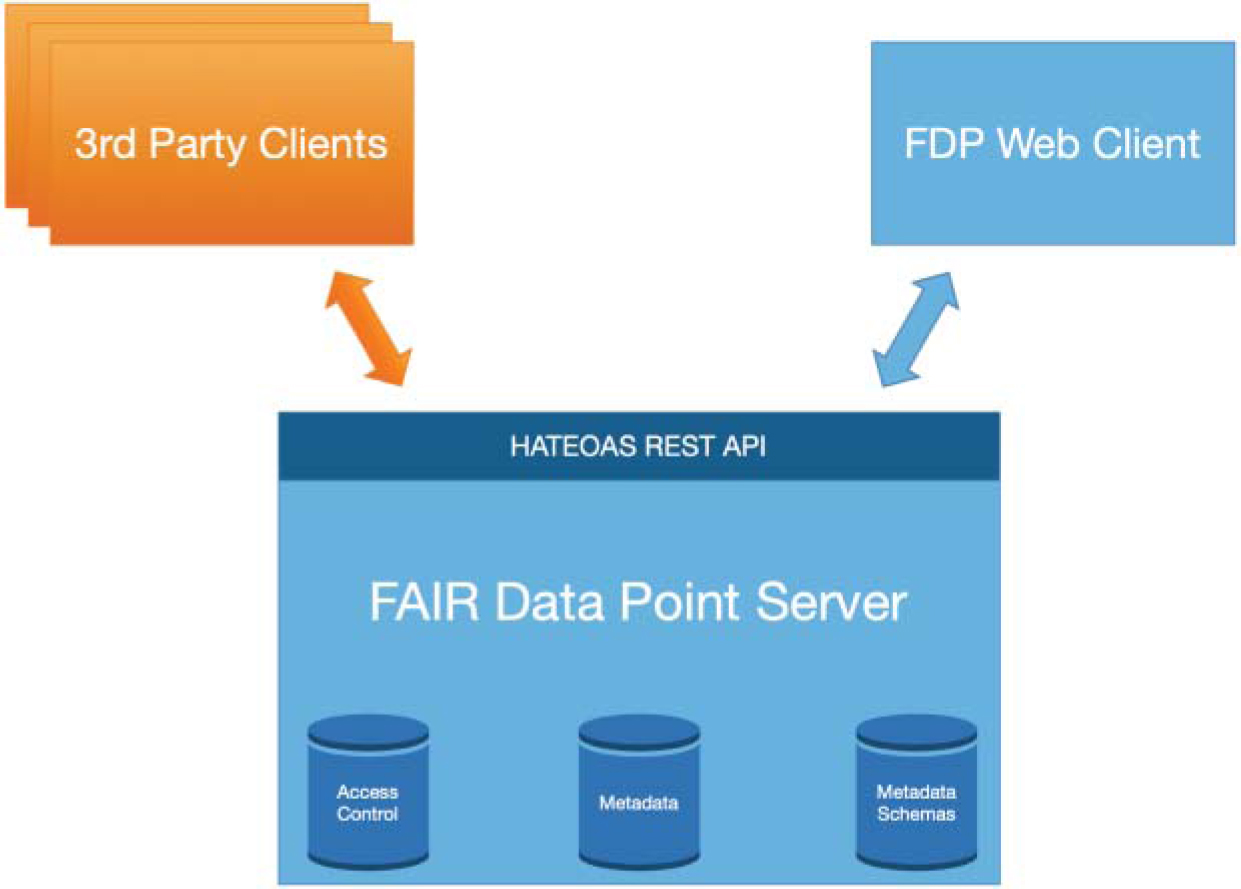 3rd Party Clients
FDP Web Client
HATEOAS REST API
FAIR Data Point Server
Access
Control
Metadata
Metadata
Schemas